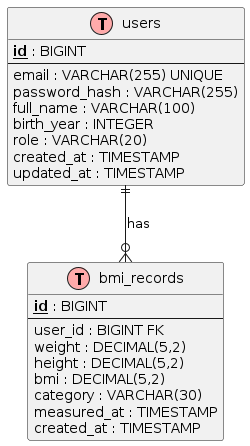 T users
id : BIGINT
email : VARCHAR(255) UNIQUE
password_hash : VARCHAR(255)
full_name : VARCHAR(100)
birth_year : INTEGER
role : VARCHAR(20)
created_at : TIMESTAMP
updated_at : TIMESTAMP
has
T bmi_records
id : BIGINT
user_id : BIGINT FK
weight : DECIMAL(5,2)
height : DECIMAL(5,2)
bmi : DECIMAL(5,2)
category : VARCHAR(30)
measured_at : TIMESTAMP
created_at : TIMESTAMP